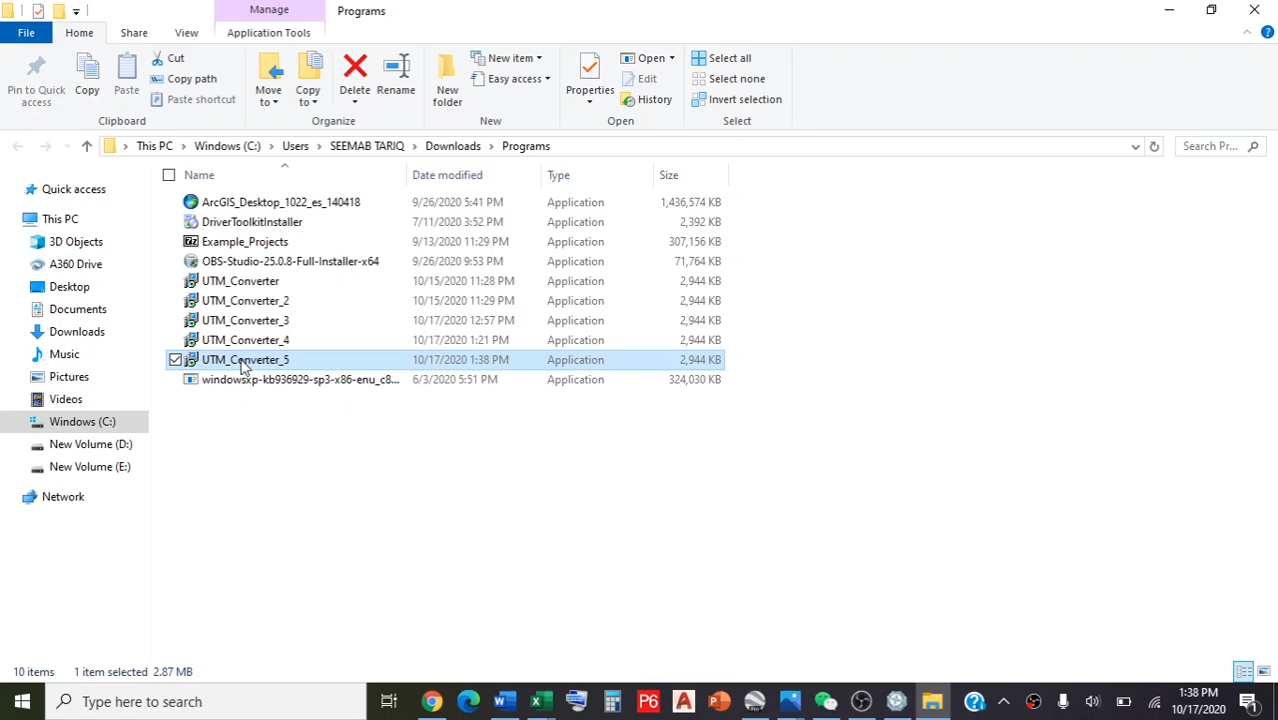 Manage Programs
File Home Share View Application Tools
Pin to Quick access
Copy
Paste
Cut
Copy path
Paste shortcut
Clipboard
Move to
Copy to
Delete
Rename
Organize
New folder
New item
Easy access
New
Properties
Open
Edit
History
Open
Select all
Select none
Invert selection
Select
This PC › Windows (C:) › Users › SEEMAB TARIQ › Downloads › Programs
Search Pr...
Name Date modified Type Size
ArcGIS_Desktop_1022_es_140418 9/26/2020 5:41 PM Application 1,436,574 KB
DriverToolkitInstaller 7/11/2020 3:52 PM Application 2,392 KB
Example_Projects 9/13/2020 11:29 PM Application 307,156 KB
OBS-Studio-25.0.8-Full-Installer-x64 9/26/2020 9:53 PM Application 71,764 KB
UTM_Converter 10/15/2020 11:28 PM Application 2,944 KB
UTM_Converter_2 10/15/2020 11:29 PM Application 2,944 KB
UTM_Converter_3 10/17/2020 12:57 PM Application 2,944 KB
UTM_Converter_4 10/17/2020 1:21 PM Application 2,944 KB
UTM_Converter_5 10/17/2020 1:38 PM Application 2,944 KB
windowsxp-kb936929-sp3-x86-enu_c8... 6/3/2020 5:51 PM Application 324,030 KB
Quick access
This PC
3D Objects
A360 Drive
Desktop
Documents
Downloads
Music
Pictures
Videos
Windows (C:)
New Volume (D:)
New Volume (E:)
Network
10 items 1 item selected 2.87 MB
Type here to search
P6
1:38 PM
10/17/2020